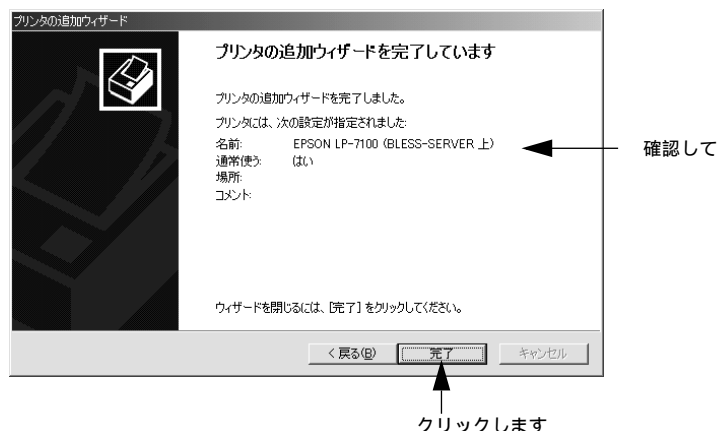 プリンタの追加ウィザード
プリンタの追加ウィザードを完了しています
プリンタの追加ウィザードを完了しました。
プリンタには、次の設定が指定されました:
名前: EPSON LP-7100 (BLESS-SERVER 上)
通常使う: はい
場所:
コメント:
確認して
ウィザードを閉じるには、[完了] をクリックしてください。
< 戻る(B) 完了 キャンセル
クリックします